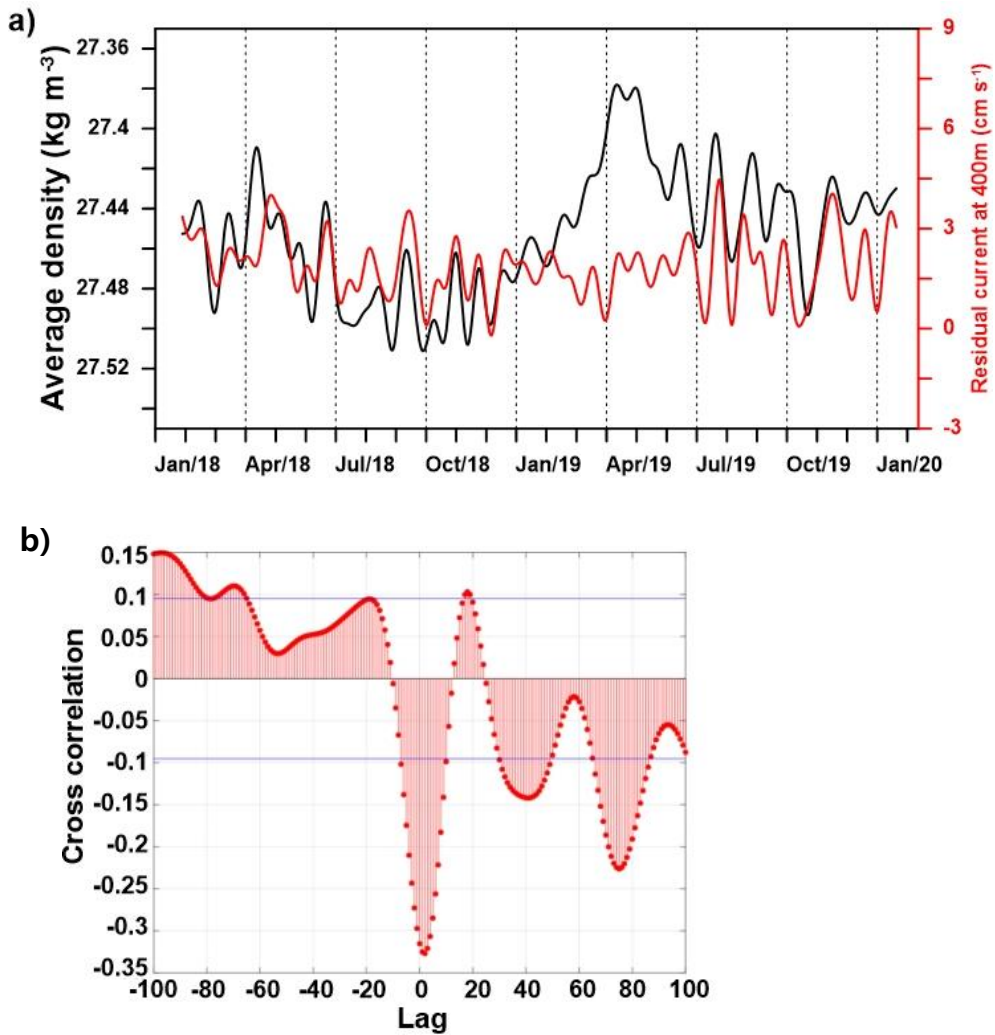 a)
Average density (kg m⁻³)
27.36
27.4
27.44
27.48
27.52
9
6
3
0
-3
Residual current at 400m (cm s⁻¹)
Jan/18 Apr/18 Jul/18 Oct/18 Jan/19 Apr/19 Jul/19 Oct/19 Jan/20
b)
Cross correlation
0.15
0.1
0.05
0
-0.05
-0.1
-0.15
-0.2
-0.25
-0.3
-0.35
-100 -80 -60 -40 -20 0 20 40 60 80 100
Lag